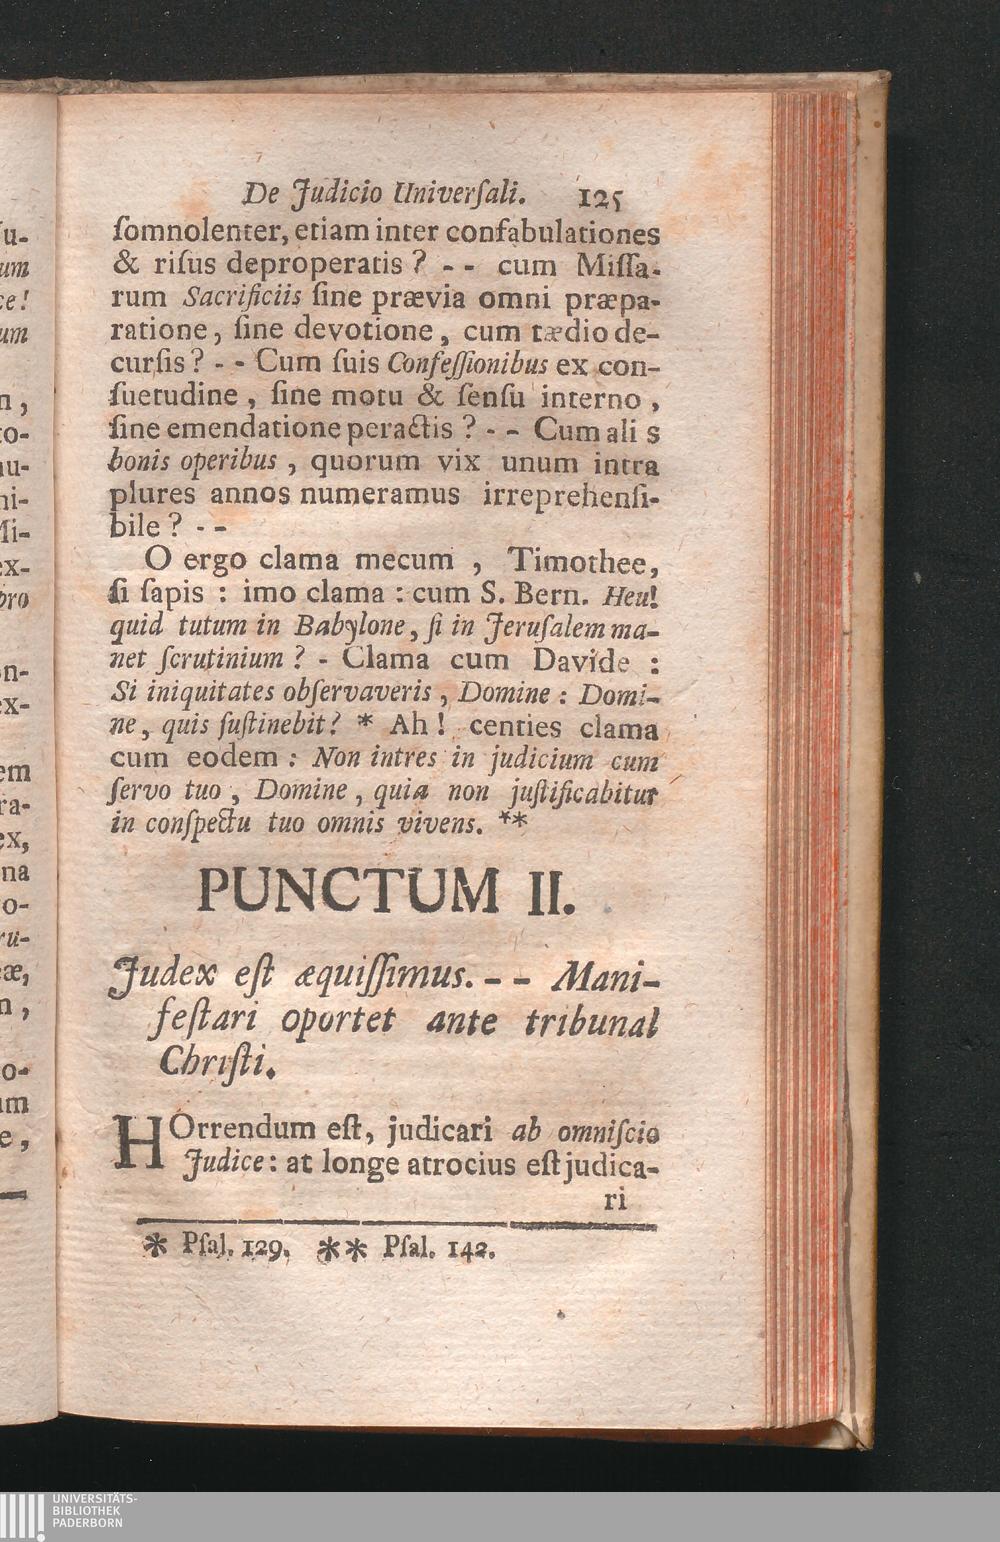 De Judicio Univerſali. 125
ſomnolenter, etiam inter confabulationes
& riſus deproperatis ? - - cum Miſſa-
rum Sacrificiis ſine prævia omni præpa-
ratione, ſine devotione, cum tædio de-
curſis ? - - Cum ſuis Confeſſionibus ex con-
ſuetudine, ſine motu & ſenſu interno,
ſine emendatione peractis ? - - Cum ali s
bonis operibus, quorum vix unum intra
plures annos numeramus irreprehenſi-
bile ? - -
O ergo clama mecum, Timothee,
ſi ſapis : imo clama : cum S. Bern. Heu!
quid tutum in Babylone, ſi in Jeruſalem ma-
net ſcrutinium ? - Clama cum Davide :
Si iniquitates obſervaveris, Domine : Domi-
ne, quis ſuſtinebit? * Ah! centies clama
cum eodem : Non intres in judicium cum
ſervo tuo, Domine, quia non juſtificabitur
in conſpectu tuo omnis vivens. **
PUNCTUM II.
Judex eſt æquiſſimus. - - Mani-
feſtari oportet ante tribunal
Chriſti.
HOrrendum eſt, judicari ab omniſcio
Judice : at longe atrocius eſt judica-
ri
* Pſal. 129. ** Pſal. 142.
UNIVERSITÄTS-
BIBLIOTHEK
PADERBORN